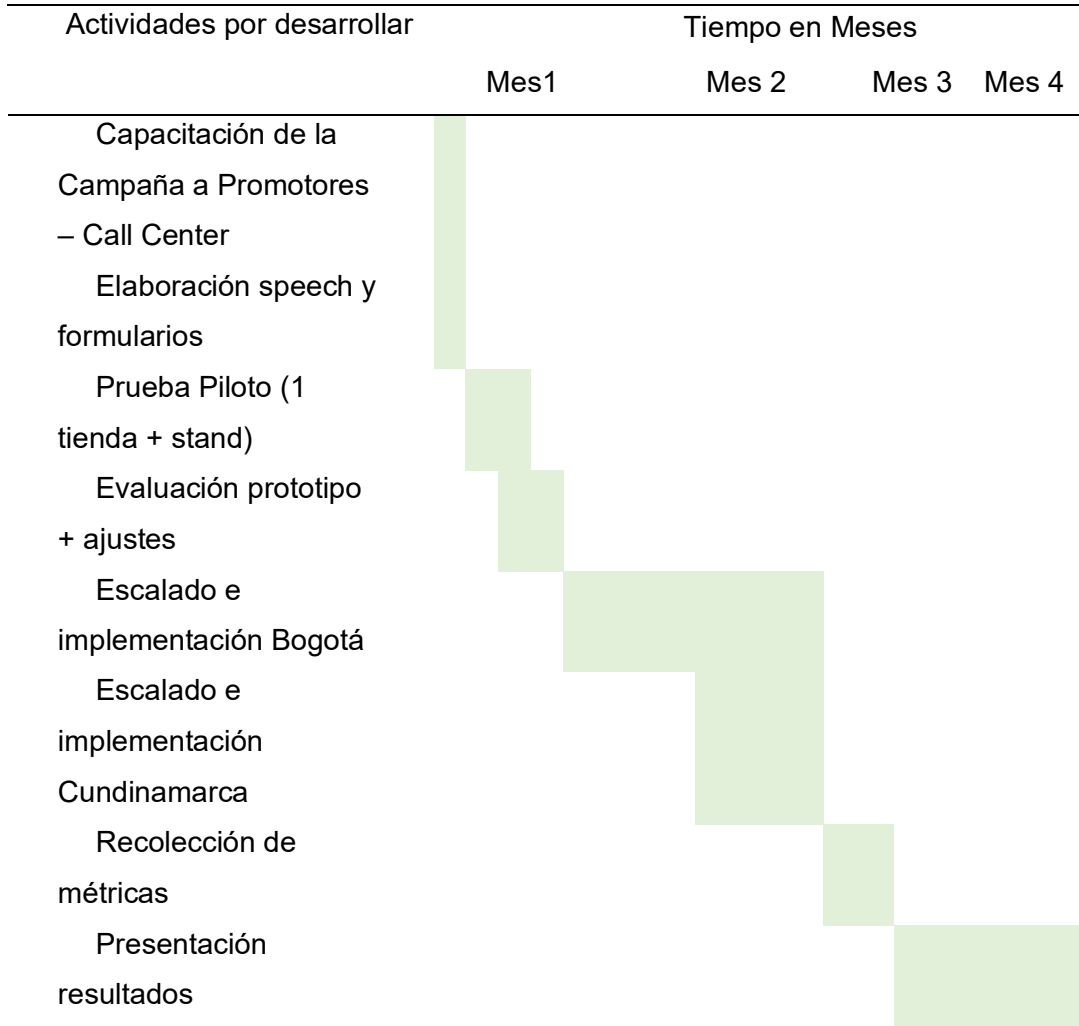 Actividades por desarrollar Tiempo en Meses
Mes1 Mes 2 Mes 3 Mes 4
Capacitación de la
Campaña a Promotores
– Call Center
Elaboración speech y
formularios
Prueba Piloto (1
tienda + stand)
Evaluación prototipo
+ ajustes
Escalado e
implementación Bogotá
Escalado e
implementación
Cundinamarca
Recolección de
métricas
Presentación
resultados